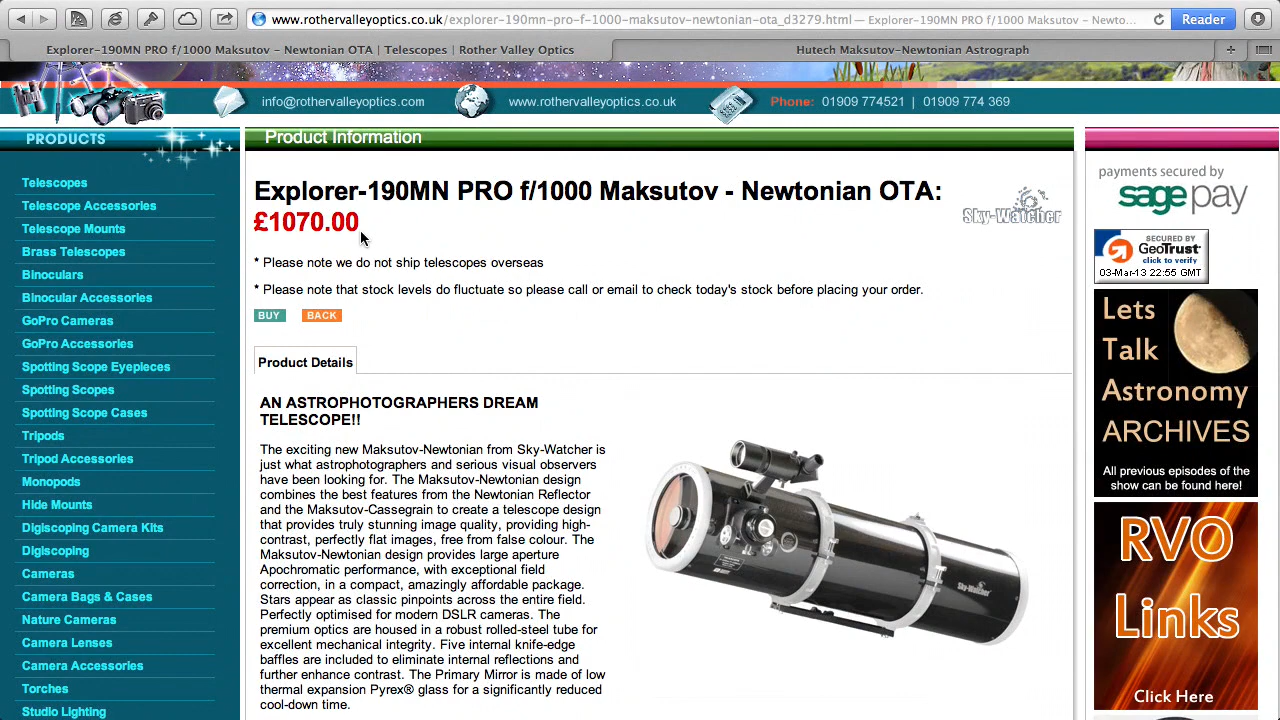 www.rothervalleyoptics.co.uk/explorer-190mn-pro-f-1000-maksutov-newtonian-ota_d3279.html — Explorer-190MN PRO f/1000 Maksutov – Newto...
Reader
Explorer-190MN PRO f/1000 Maksutov – Newtonian OTA | Telescopes | Rother Valley Optics
Hutech Maksutov-Newtonian Astrograph
info@rothervalleyoptics.com
www.rothervalleyoptics.co.uk
Phone: 01909 774521 | 01909 774 369
PRODUCTS
Telescopes
Telescope Accessories
Telescope Mounts
Brass Telescopes
Binoculars
Binocular Accessories
GoPro Cameras
GoPro Accessories
Spotting Scope Eyepieces
Spotting Scopes
Spotting Scope Cases
Tripods
Tripod Accessories
Monopods
Hide Mounts
Digiscoping Camera Kits
Digiscoping
Cameras
Camera Bags & Cases
Nature Cameras
Camera Lenses
Camera Accessories
Torches
Studio Lighting
Product Information
Explorer-190MN PRO f/1000 Maksutov - Newtonian OTA:
£1070.00
Sky-Watcher
* Please note we do not ship telescopes overseas
* Please note that stock levels do fluctuate so please call or email to check today's stock before placing your order.
BUY
BACK
Product Details
AN ASTROPHOTOGRAPHERS DREAM
TELESCOPE!!
The exciting new Maksutov-Newtonian from Sky-Watcher is
just what astrophotographers and serious visual observers
have been looking for. The Maksutov-Newtonian design
combines the best features from the Newtonian Reflector
and the Maksutov-Cassegrain to create a telescope design
that provides truly stunning image quality, providing high-
contrast, perfectly flat images, free from false colour. The
Maksutov-Newtonian design provides large aperture
Apochromatic performance, with exceptional field
correction, in a compact, amazingly affordable package.
Stars appear as classic pinpoints across the entire field.
Perfectly optimised for modern DSLR cameras. The
premium optics are housed in a robust rolled-steel tube for
excellent mechanical integrity. Five internal knife-edge
baffles are included to eliminate internal reflections and
further enhance contrast. The Primary Mirror is made of low
thermal expansion Pyrex® glass for a significantly reduced
cool-down time.
Sky-Watcher
payments secured by
sage pay
SECURED BY
GeoTrust
click to verify
03-Mar-13 22:55 GMT
Lets
Talk
Astronomy
ARCHIVES
All previous episodes of the
show can be found here!
RVO
Links
Click Here